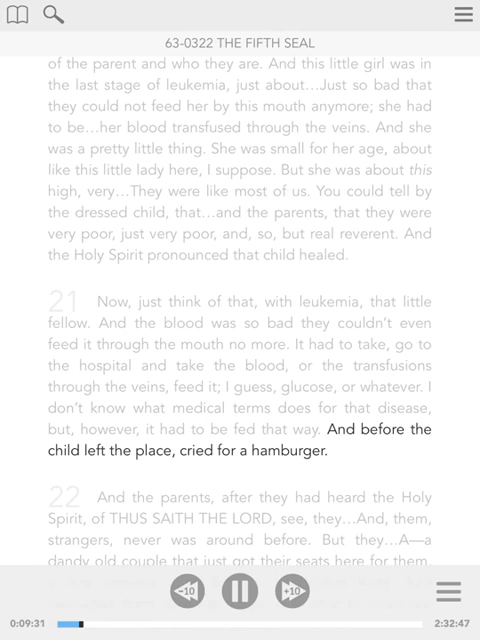 63-0322 THE FIFTH SEAL
of the parent and who they are. And this little girl was in
the last stage of leukemia, just about…Just so bad that
they could not feed her by this mouth anymore; she had
to be…her blood transfused through the veins. And she
was a pretty little thing. She was small for her age, about
like this little lady here, I suppose. But she was about this
high, very…They were like most of us. You could tell by
the dressed child, that…and the parents, that they were
very poor, just very poor, and, so, but real reverent. And
the Holy Spirit pronounced that child healed.
21 Now, just think of that, with leukemia, that little
fellow. And the blood was so bad they couldn't even
feed it through the mouth no more. It had to take, go to
the hospital and take the blood, or the transfusions
through the veins, feed it; I guess, glucose, or whatever. I
don't know what medical terms does for that disease,
but, however, it had to be fed that way. And before the
child left the place, cried for a hamburger.
22 And the parents, after they had heard the Holy
Spirit, of THUS SAITH THE LORD, see, they…And, them,
strangers, never was around before. But they…A—a
dandy old couple that just got their seats here for them,
-10 +10
0:09:31 2:32:47